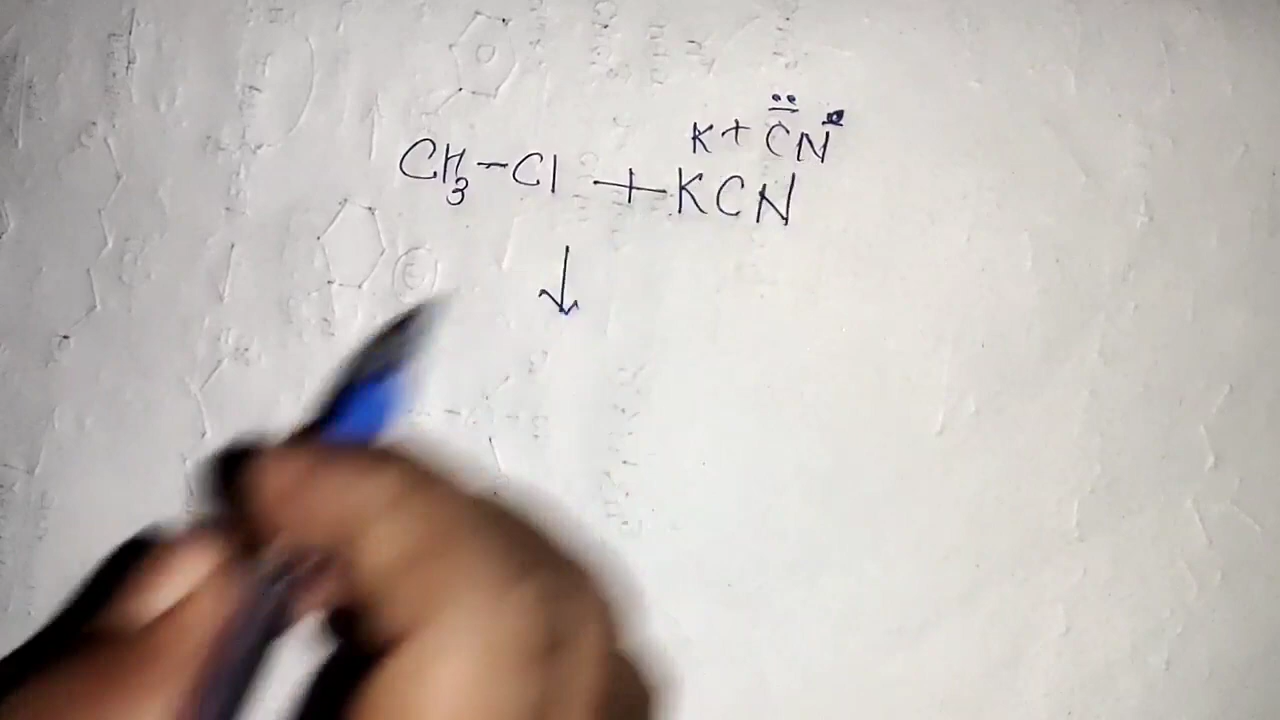 K + C̄̈N
CH₃-Cl + KCN
↓